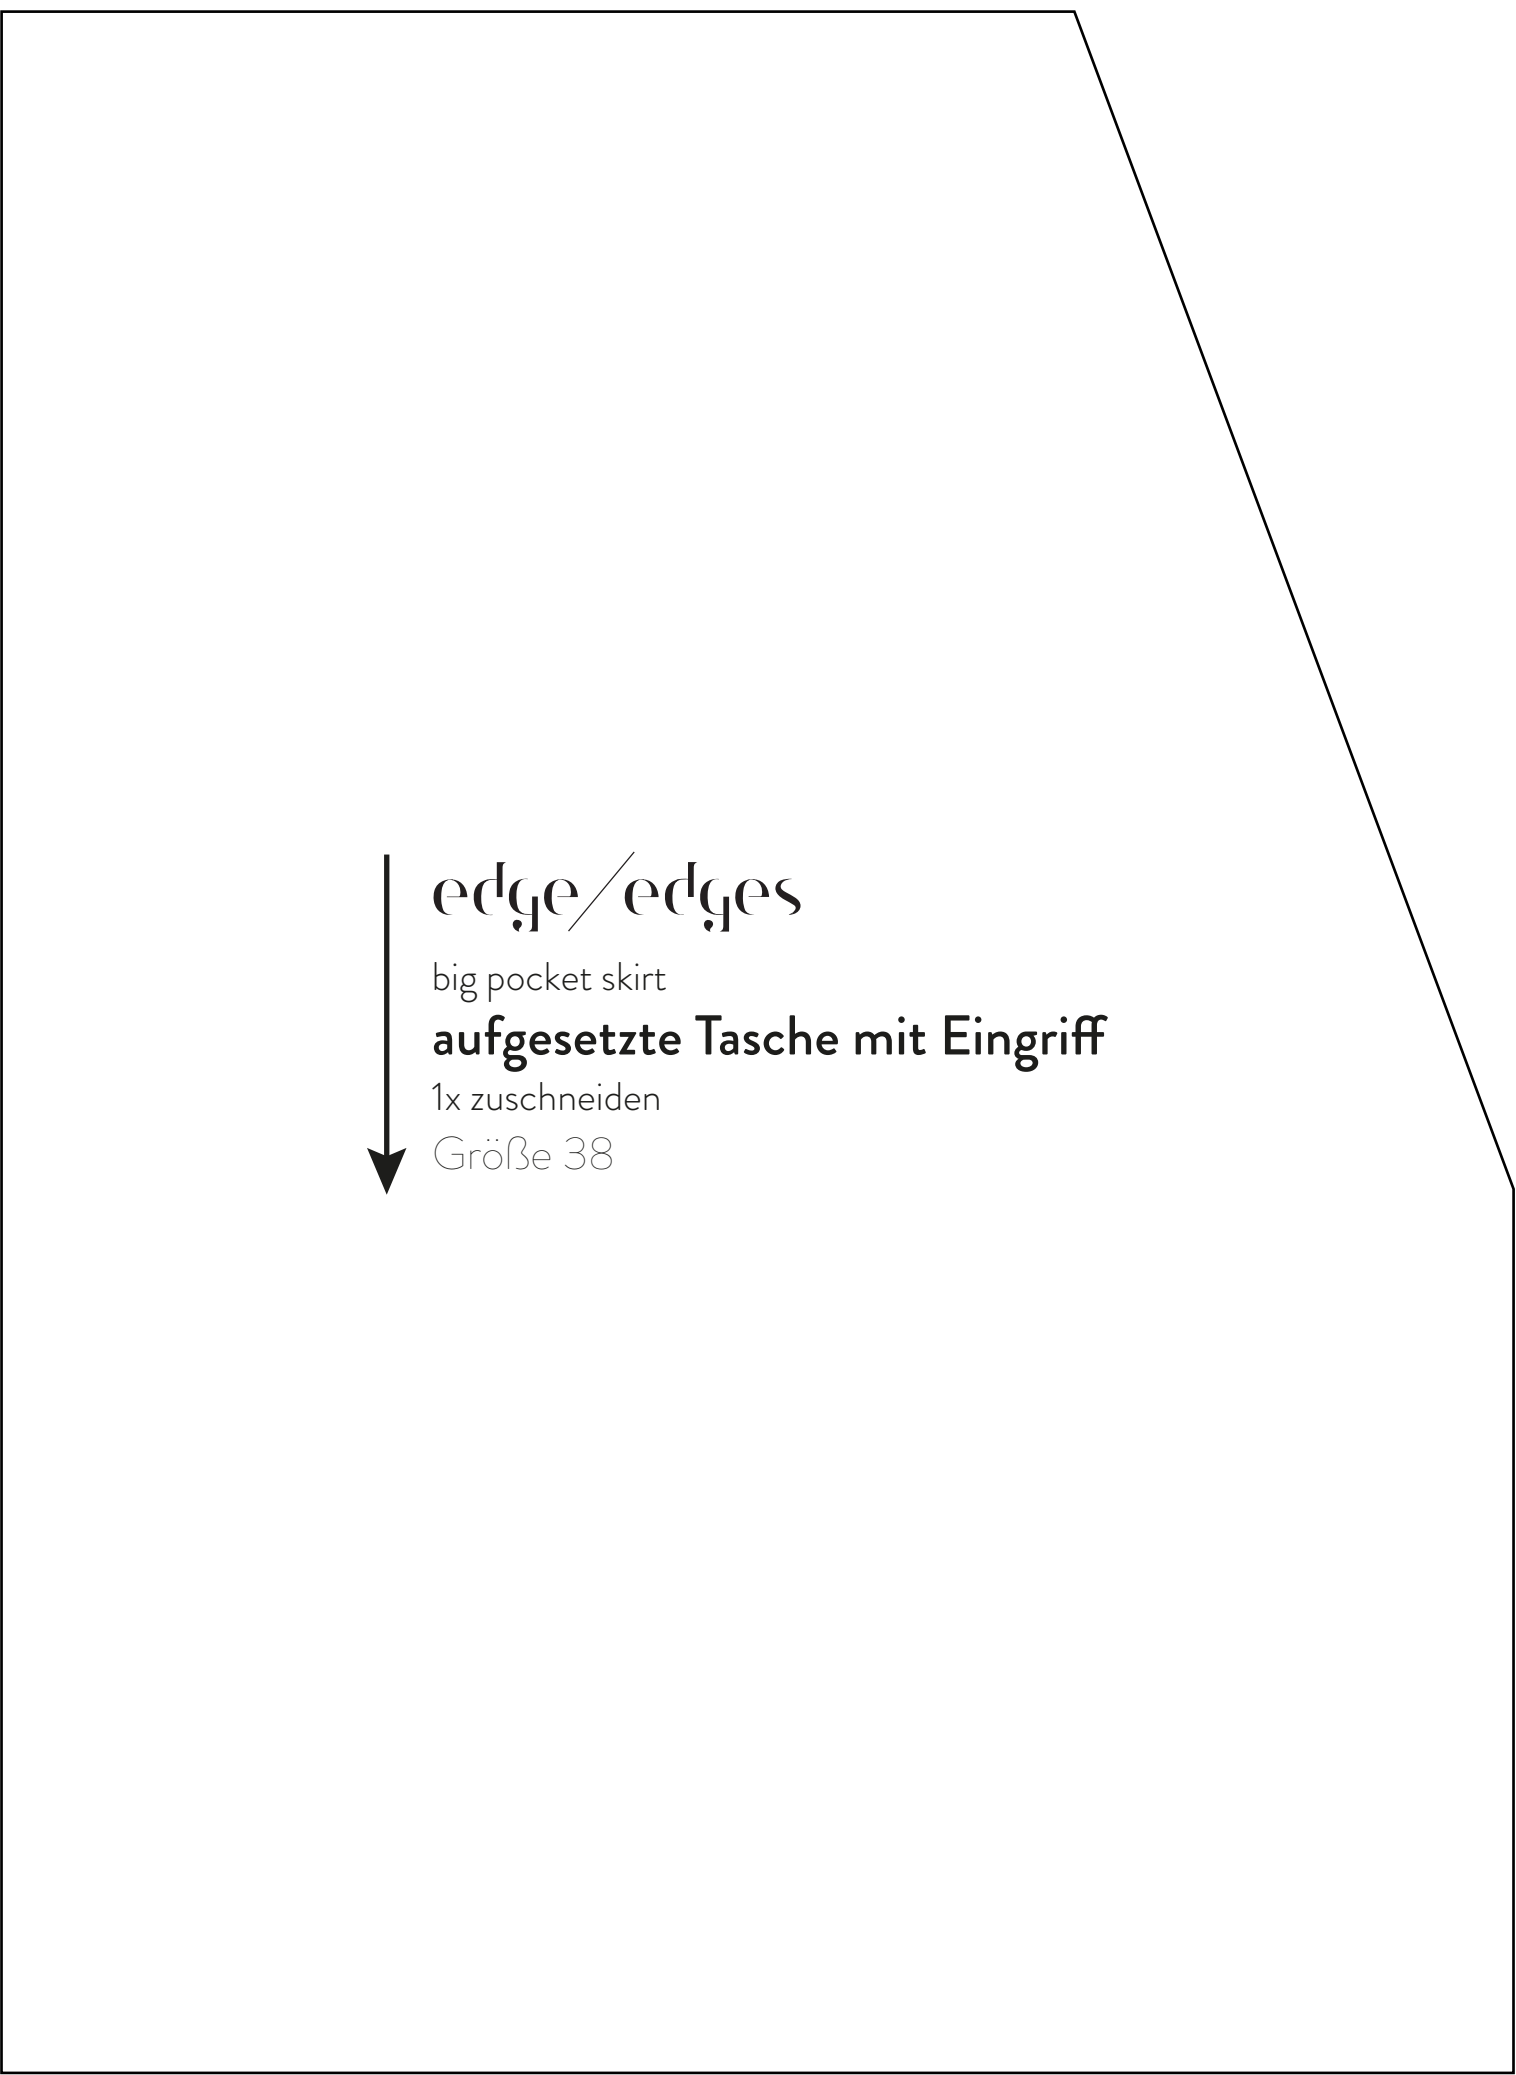 edge/edges
big pocket skirt
aufgesetzte Tasche mit Eingriff
1x zuschneiden
Größe 38